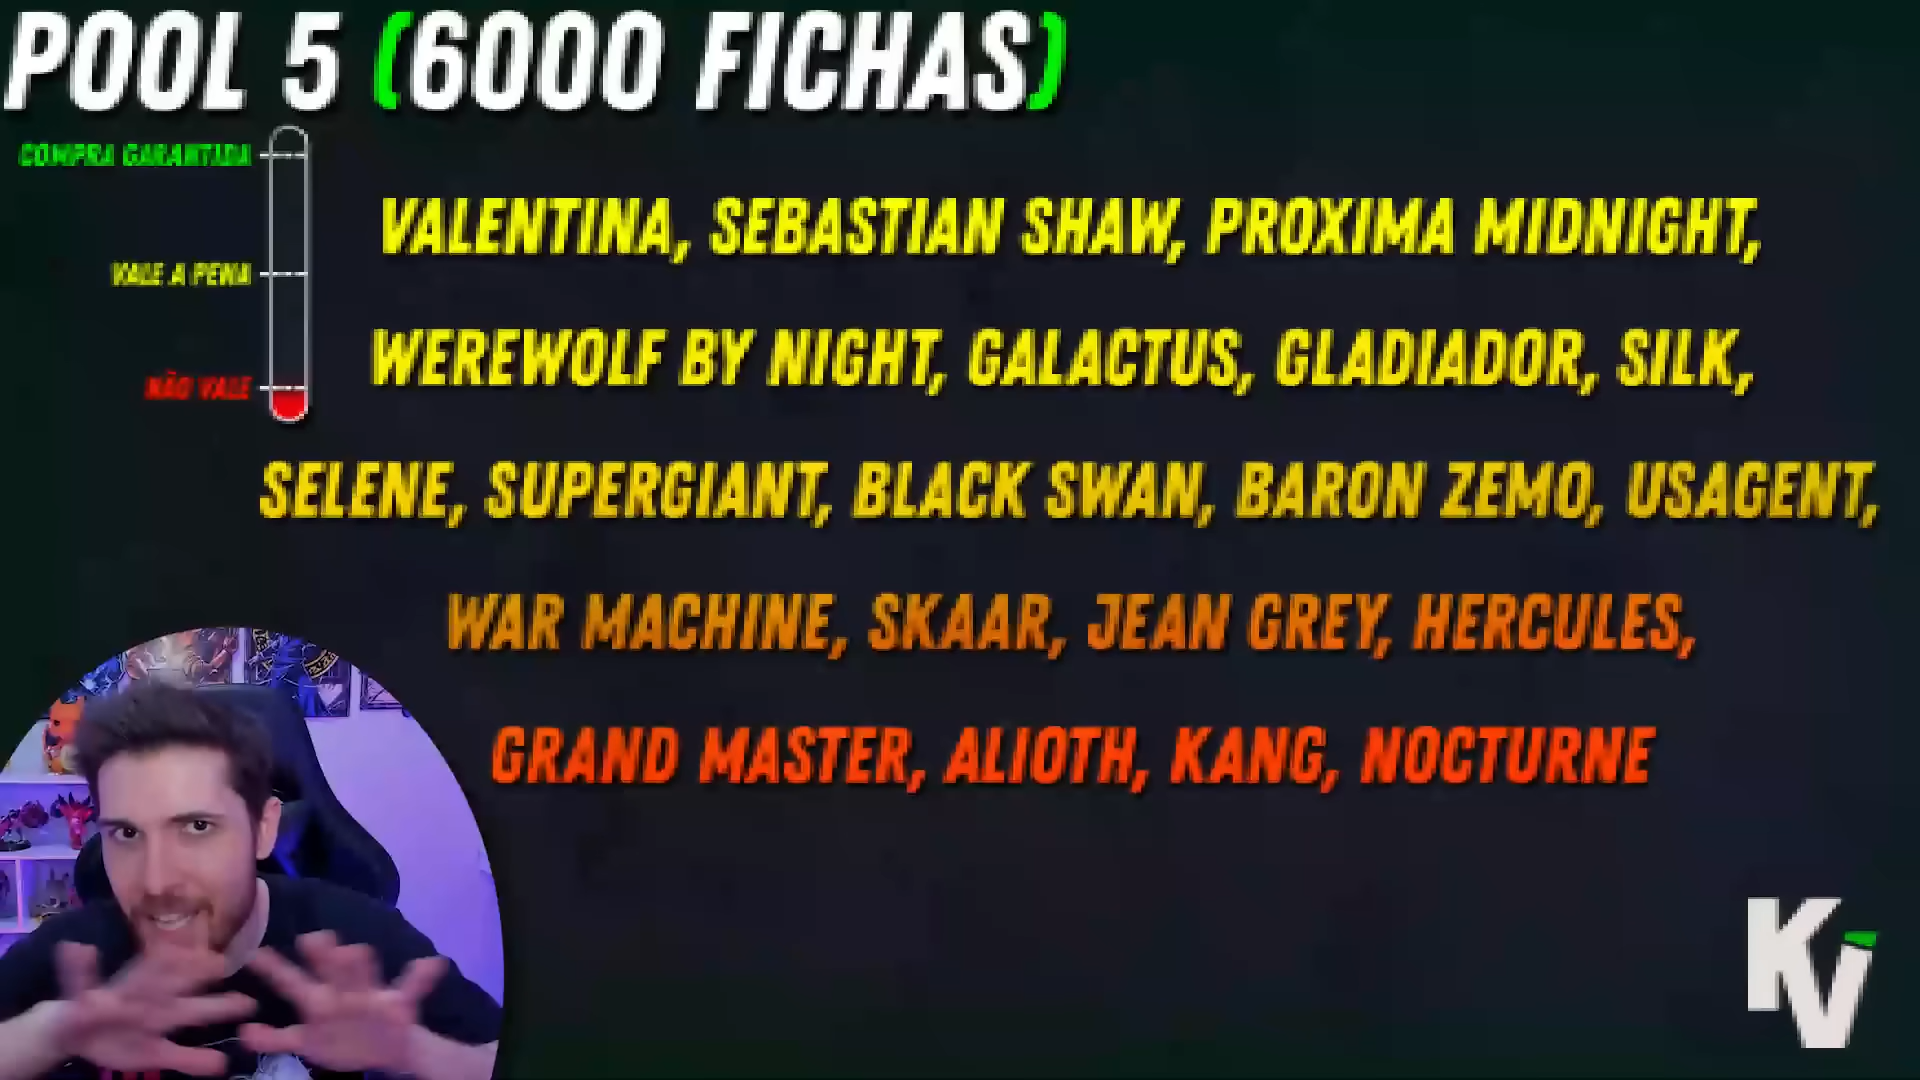 POOL 5 (6000 FICHAS)
COMPRA GARANTIDA
VALE A PENA
NÃO VALE
VALENTINA, SEBASTIAN SHAW, PROXIMA MIDNIGHT,
WEREWOLF BY NIGHT, GALACTUS, GLADIADOR, SILK,
SELENE, SUPERGIANT, BLACK SWAN, BARON ZEMO, USAGENT,
WAR MACHINE, SKAAR, JEAN GREY, HERCULES,
GRAND MASTER, ALIOTH, KANG, NOCTURNE
KV